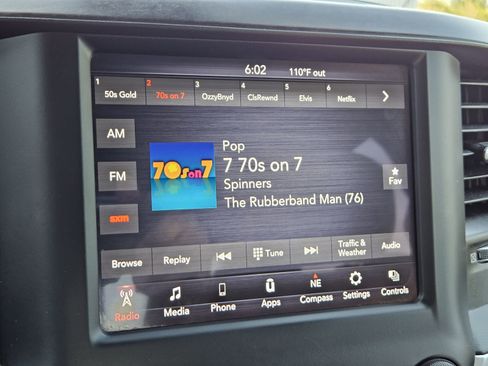 6:02 110°F out
1 50s Gold 2 70s on 7 3 OzzyBnyd 4 ClsRewnd 5 Elvis 6 Netflix
AM
FM
sxm
70s on 7
Pop
7 70s on 7
Spinners
The Rubberband Man (76)
Fav
Browse Replay Tune Traffic & Weather Audio
Radio Media Phone Apps NE Compass Settings Controls